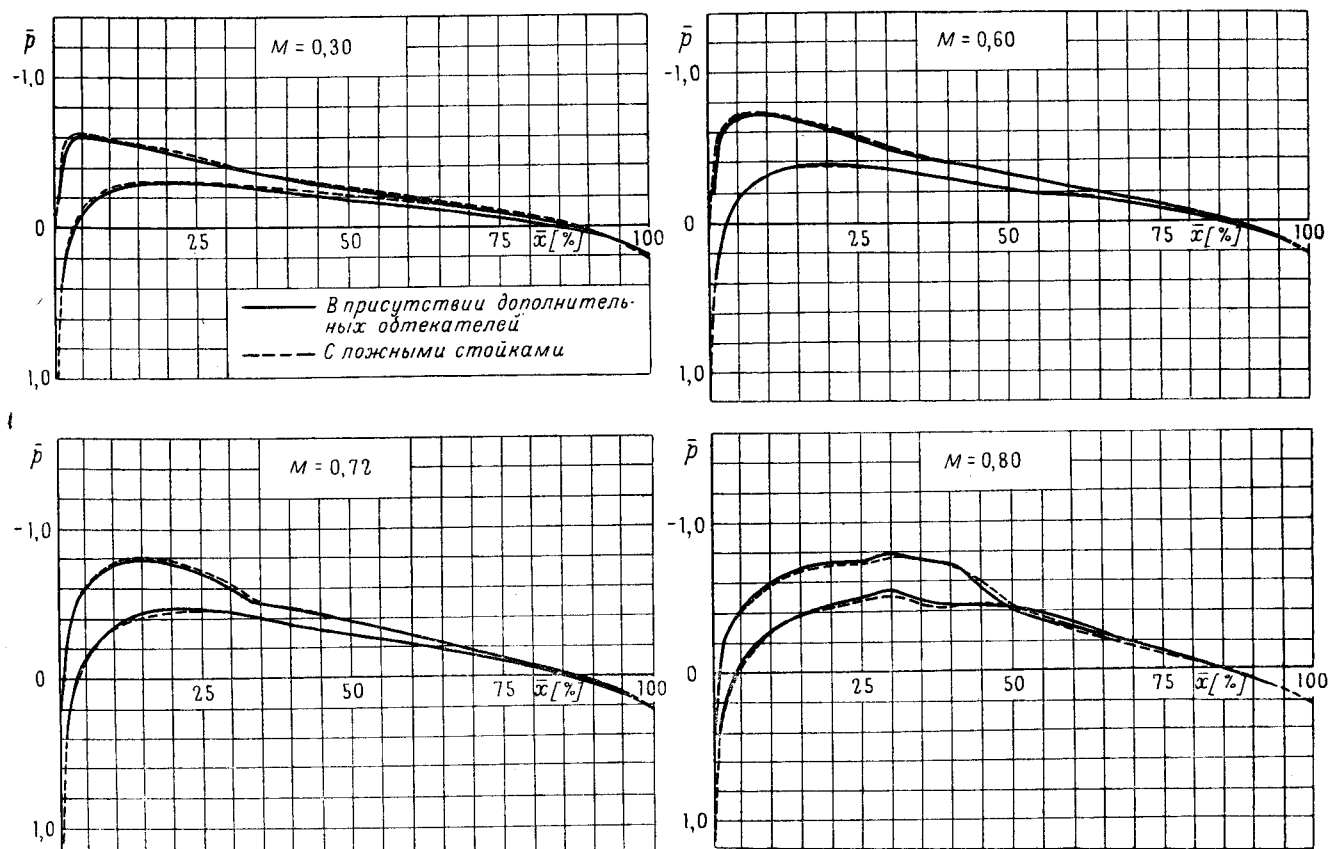 p̄
M = 0,30
-1,0
0
25
50
75
x̄[%]
100
1,0
В присутствии дополнитель-
ных обтекателей
С пожными стойками
p̄
M = 0,60
-1,0
0
25
50
75
x̄[%]
100
1,0
p̄
M = 0,72
-1,0
0
25
50
75
x̄[%]
100
1,0
p̄
M = 0,80
-1,0
0
25
50
75
x̄[%]
100
1,0